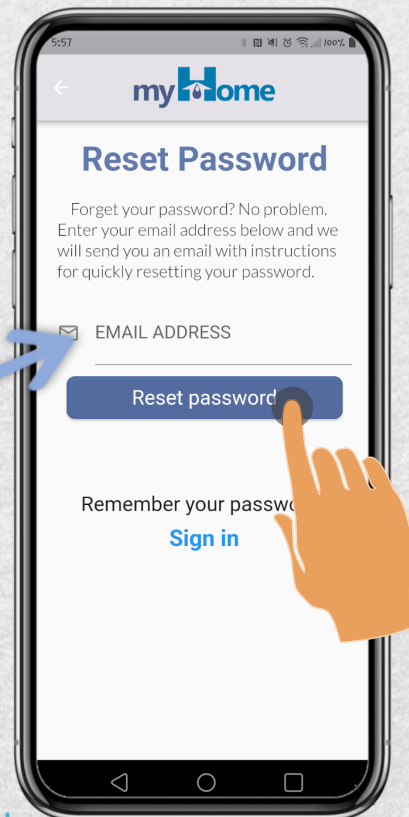 5:57 100%
myHome
Reset Password
Forget your password? No problem.
Enter your email address below and we
will send you an email with instructions
for quickly resetting your password.
EMAIL ADDRESS
Reset password
Remember your passwo
Sign in